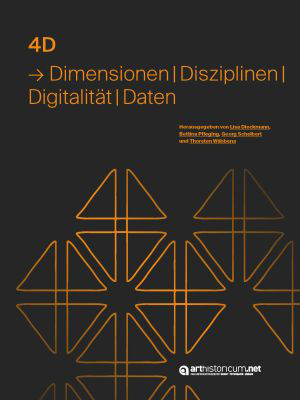 4D
→ Dimensionen | Disziplinen |
Digitalität | Daten
Herausgegeben von Lisa Dieckmann,
Bettina Pfleging, Georg Schelbert
und Thorsten Wübbena
arthistoricum.net